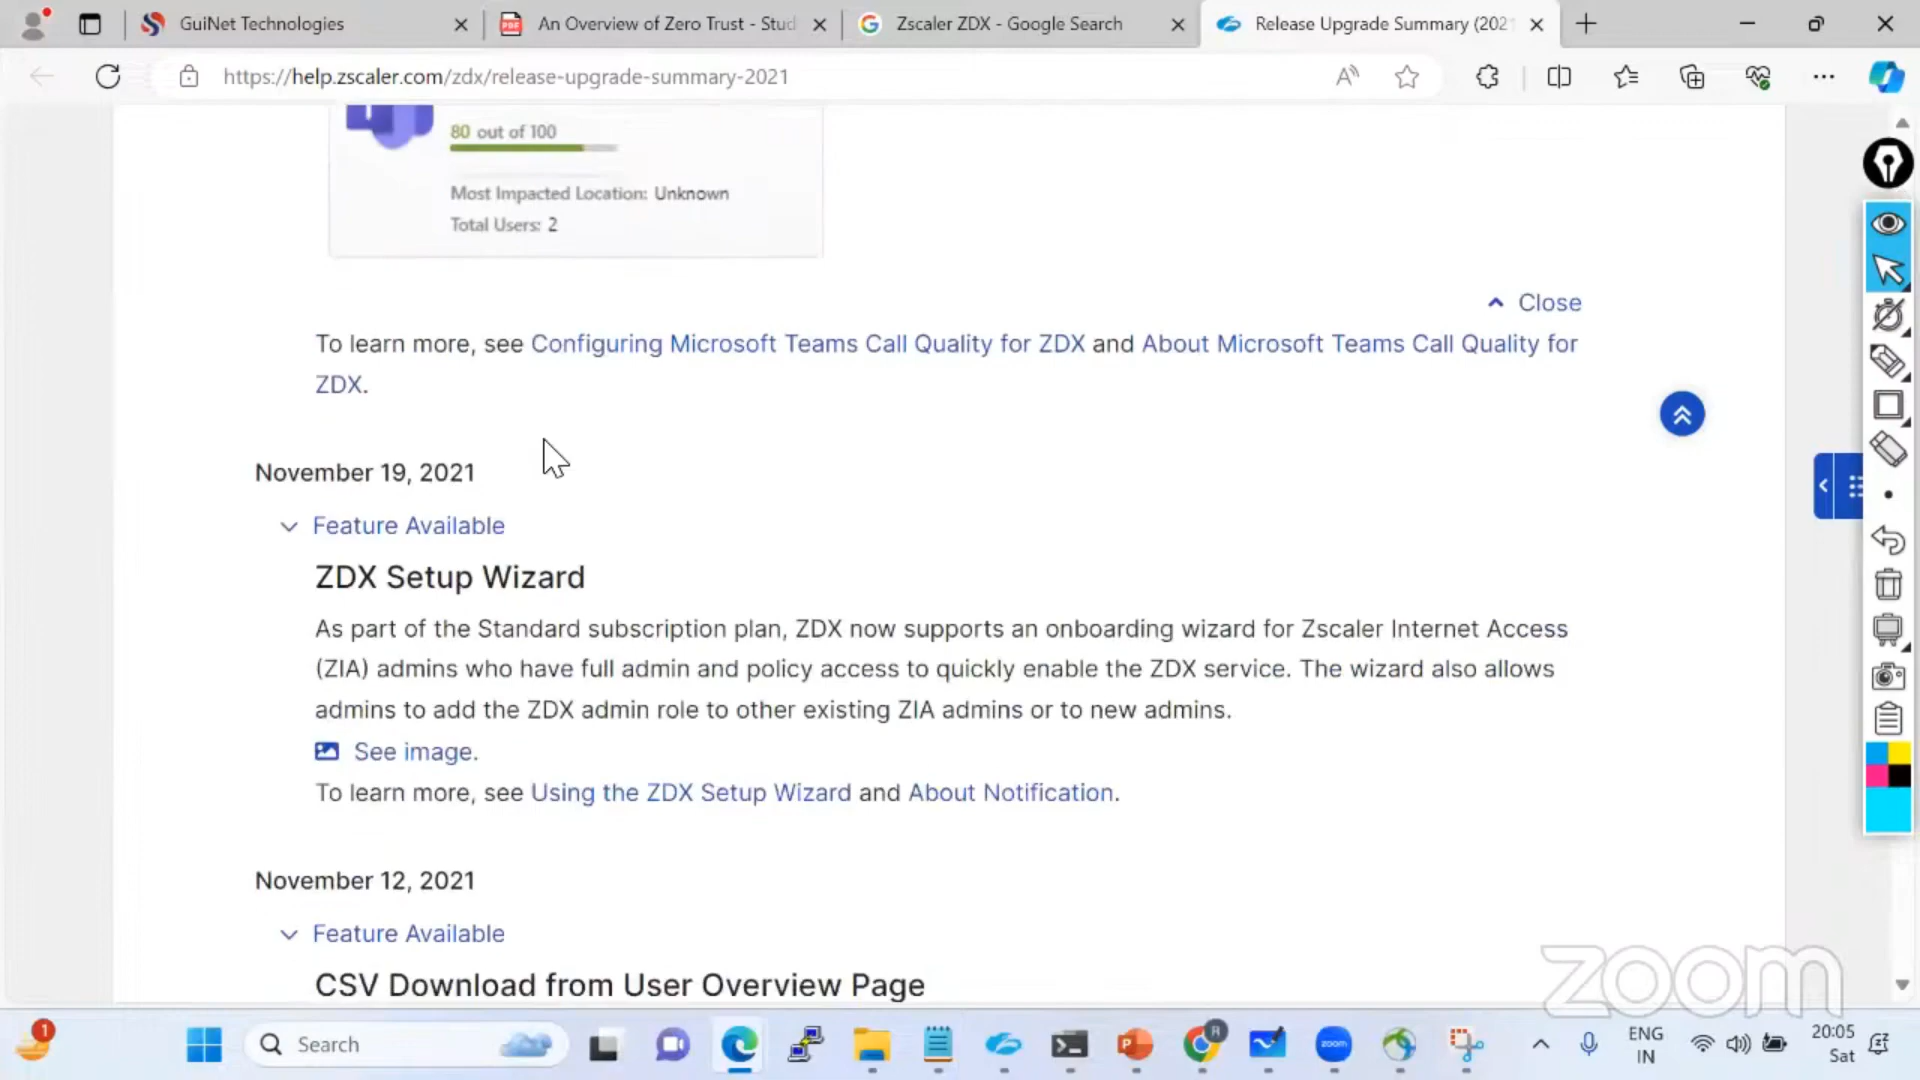 GuiNet Technologies
An Overview of Zero Trust - Stud
Zscaler ZDX - Google Search
Release Upgrade Summary (202
https://help.zscaler.com/zdx/release-upgrade-summary-2021
80 out of 100
Most Impacted Location: Unknown
Total Users: 2
Close
To learn more, see Configuring Microsoft Teams Call Quality for ZDX and About Microsoft Teams Call Quality for
ZDX.
November 19, 2021
Feature Available
ZDX Setup Wizard
As part of the Standard subscription plan, ZDX now supports an onboarding wizard for Zscaler Internet Access
(ZIA) admins who have full admin and policy access to quickly enable the ZDX service. The wizard also allows
admins to add the ZDX admin role to other existing ZIA admins or to new admins.
See image.
To learn more, see Using the ZDX Setup Wizard and About Notification.
November 12, 2021
Feature Available
CSV Download from User Overview Page
zoom
1
Search
R
zoom
ENG
IN
20:05
Sat